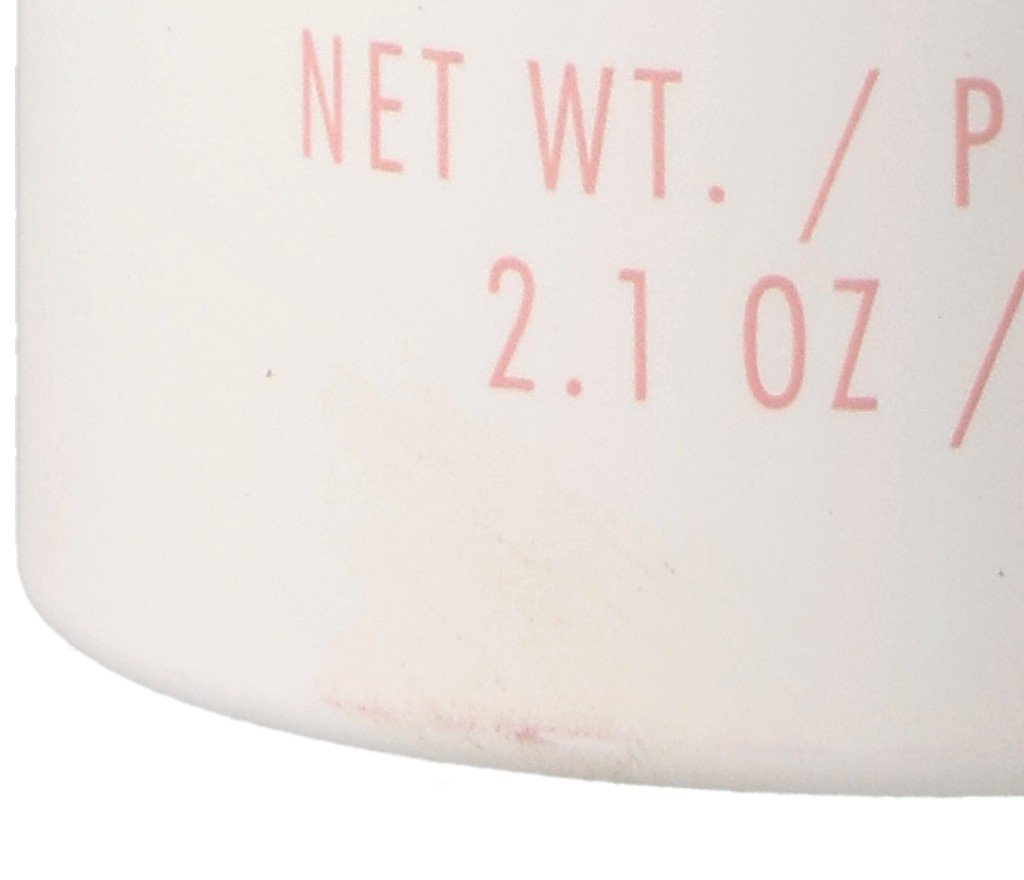 NET WT. / P
2.1 OZ /